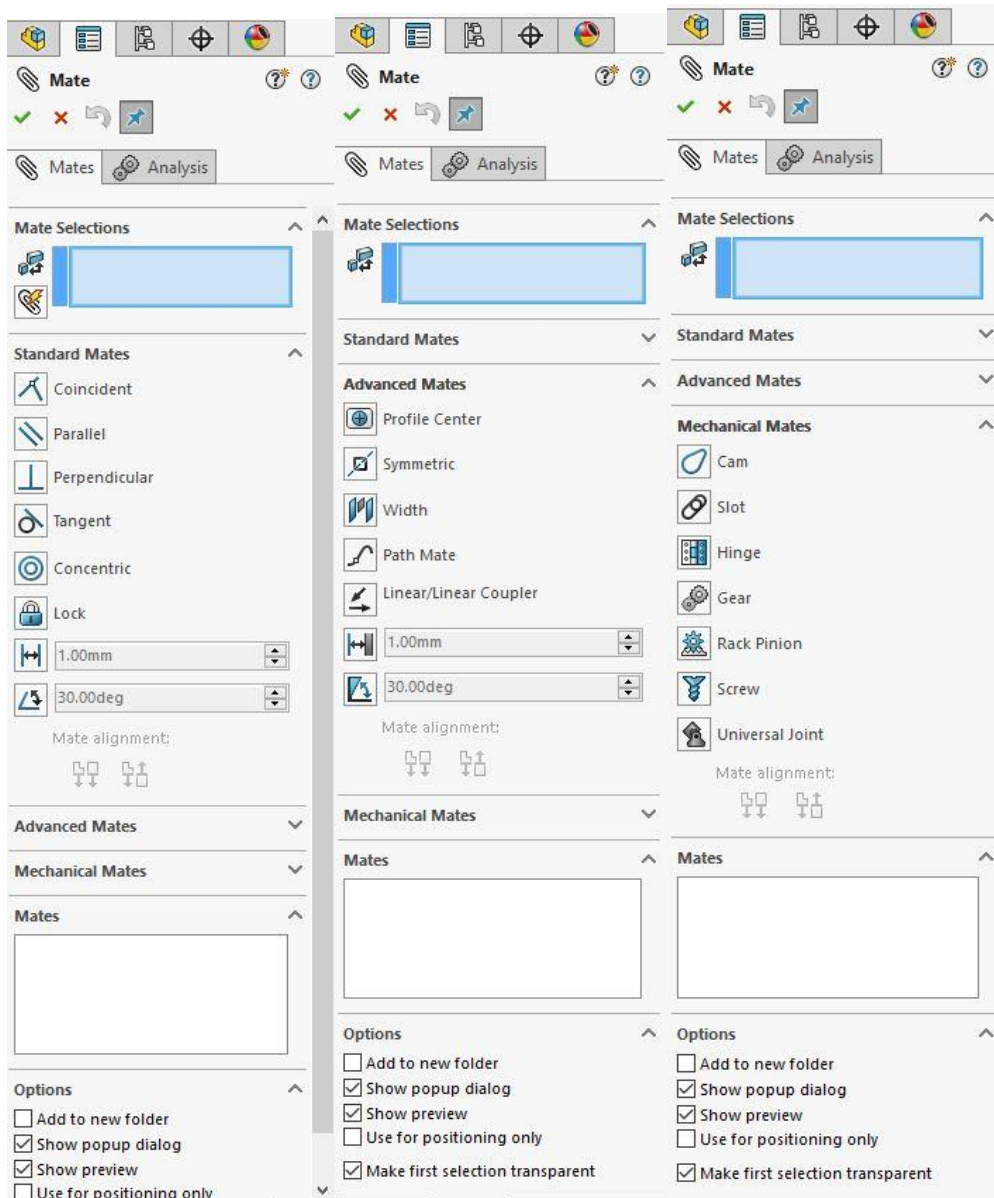 Mate
Mates
Analysis
Mate Selections
Standard Mates
Coincident
Parallel
Perpendicular
Tangent
Concentric
Lock
1.00mm
30.00deg
Mate alignment:
Advanced Mates
Mechanical Mates
Mates
Options
Add to new folder
Show popup dialog
Show preview
Use for positioning only
Mate
Mates
Analysis
Mate Selections
Standard Mates
Advanced Mates
Profile Center
Symmetric
Width
Path Mate
Linear/Linear Coupler
1.00mm
30.00deg
Mate alignment:
Mechanical Mates
Mates
Options
Add to new folder
Show popup dialog
Show preview
Use for positioning only
Make first selection transparent
Mate
Mates
Analysis
Mate Selections
Standard Mates
Advanced Mates
Mechanical Mates
Cam
Slot
Hinge
Gear
Rack Pinion
Screw
Universal Joint
Mate alignment:
Mates
Options
Add to new folder
Show popup dialog
Show preview
Use for positioning only
Make first selection transparent